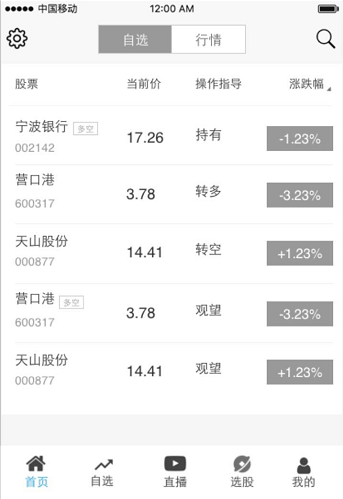 中国移动 12:00 AM
自选 行情
股票 当前价 操作指导 涨跌幅
宁波银行 多空 17.26 持有 -1.23%
002142
营口港 3.78 转多 -3.23%
600317
天山股份 14.41 转空 +1.23%
000877
营口港 多空 3.78 观望 -3.23%
600317
天山股份 14.41 观望 +1.23%
000877
首页 自选 直播 选股 我的